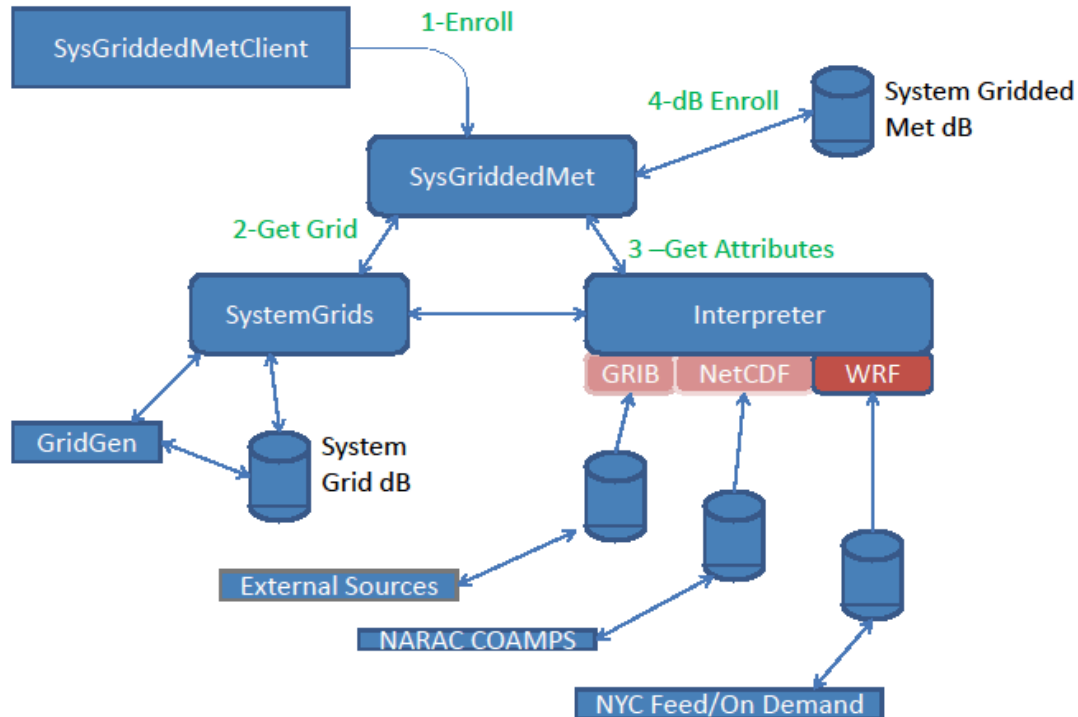 1-Enroll
SysGriddedMetClient
4-dB Enroll
System Gridded
Met dB
SysGriddedMet
2-Get Grid
3 –Get Attributes
SystemGrids
Interpreter
GRIB
NetCDF
WRF
GridGen
System
Grid dB
External Sources
NARAC COAMPS
NYC Feed/On Demand